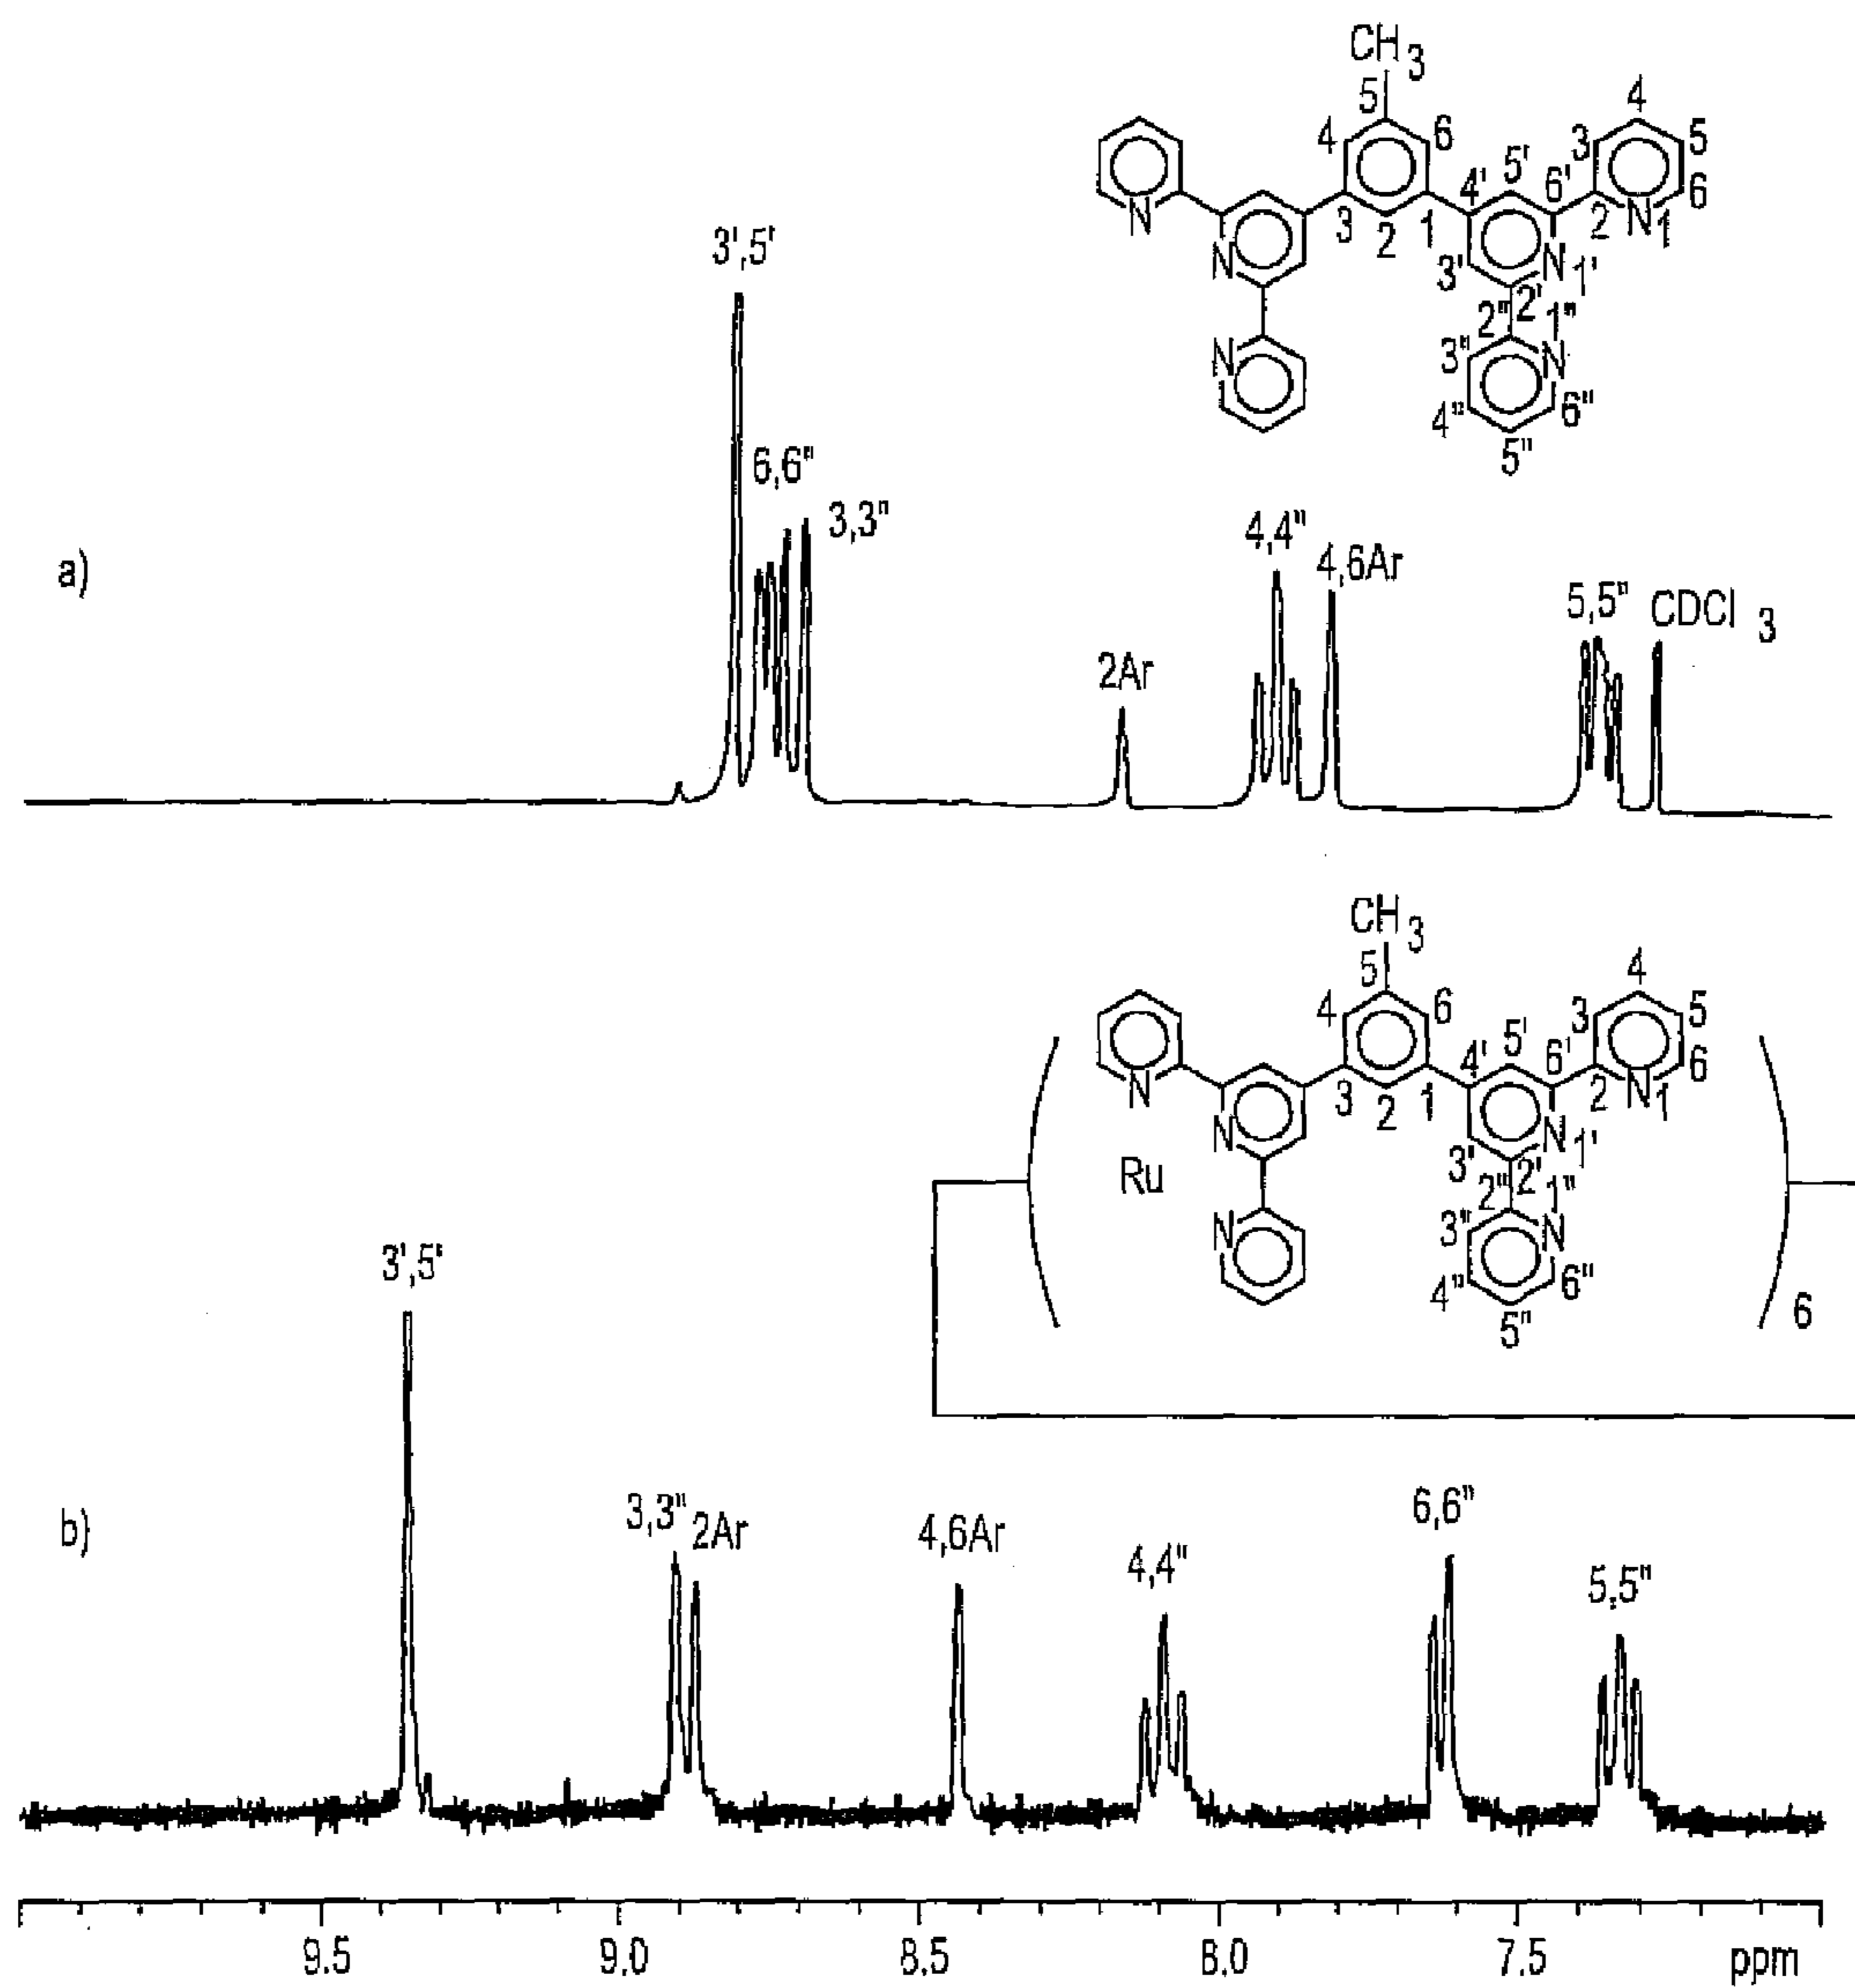 CH3
5
4
4 6 3 5
5'
4' 6' 6
N 3 2 1 2 N1
3',5'
N 3' N 1'
2'
2" 1"
N 3" N
6,6" 4" 6"
5"
3,3"
a) 4,4" 4,6Ar
5,5" CDCl3
2Ar
CH3
5
4
4 6 3 5
5'
4' 6' 6
N 3 2 1 2 N1
N 3' N 1'
Ru 2'
2" 1"
N 3" N
3',5' 4" 6"
5" 6
b) 3,3" 2Ar 4,6Ar 4,4" 6,6" 5,5"
9.5 9.0 8.5 8.0 7.5 ppm